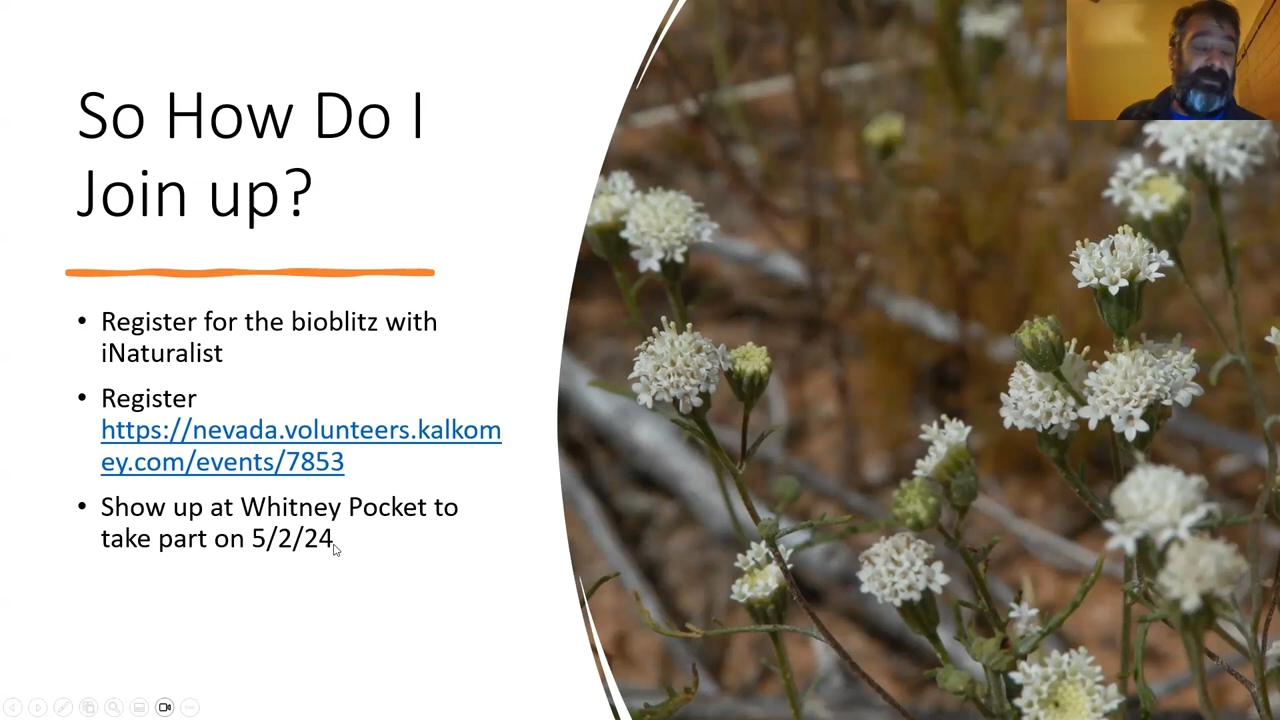 So How Do I
Join up?
• Register for the bioblitz with
iNaturalist
• Register
https://nevada.volunteers.kalkom
ey.com/events/7853
• Show up at Whitney Pocket to
take part on 5/2/24